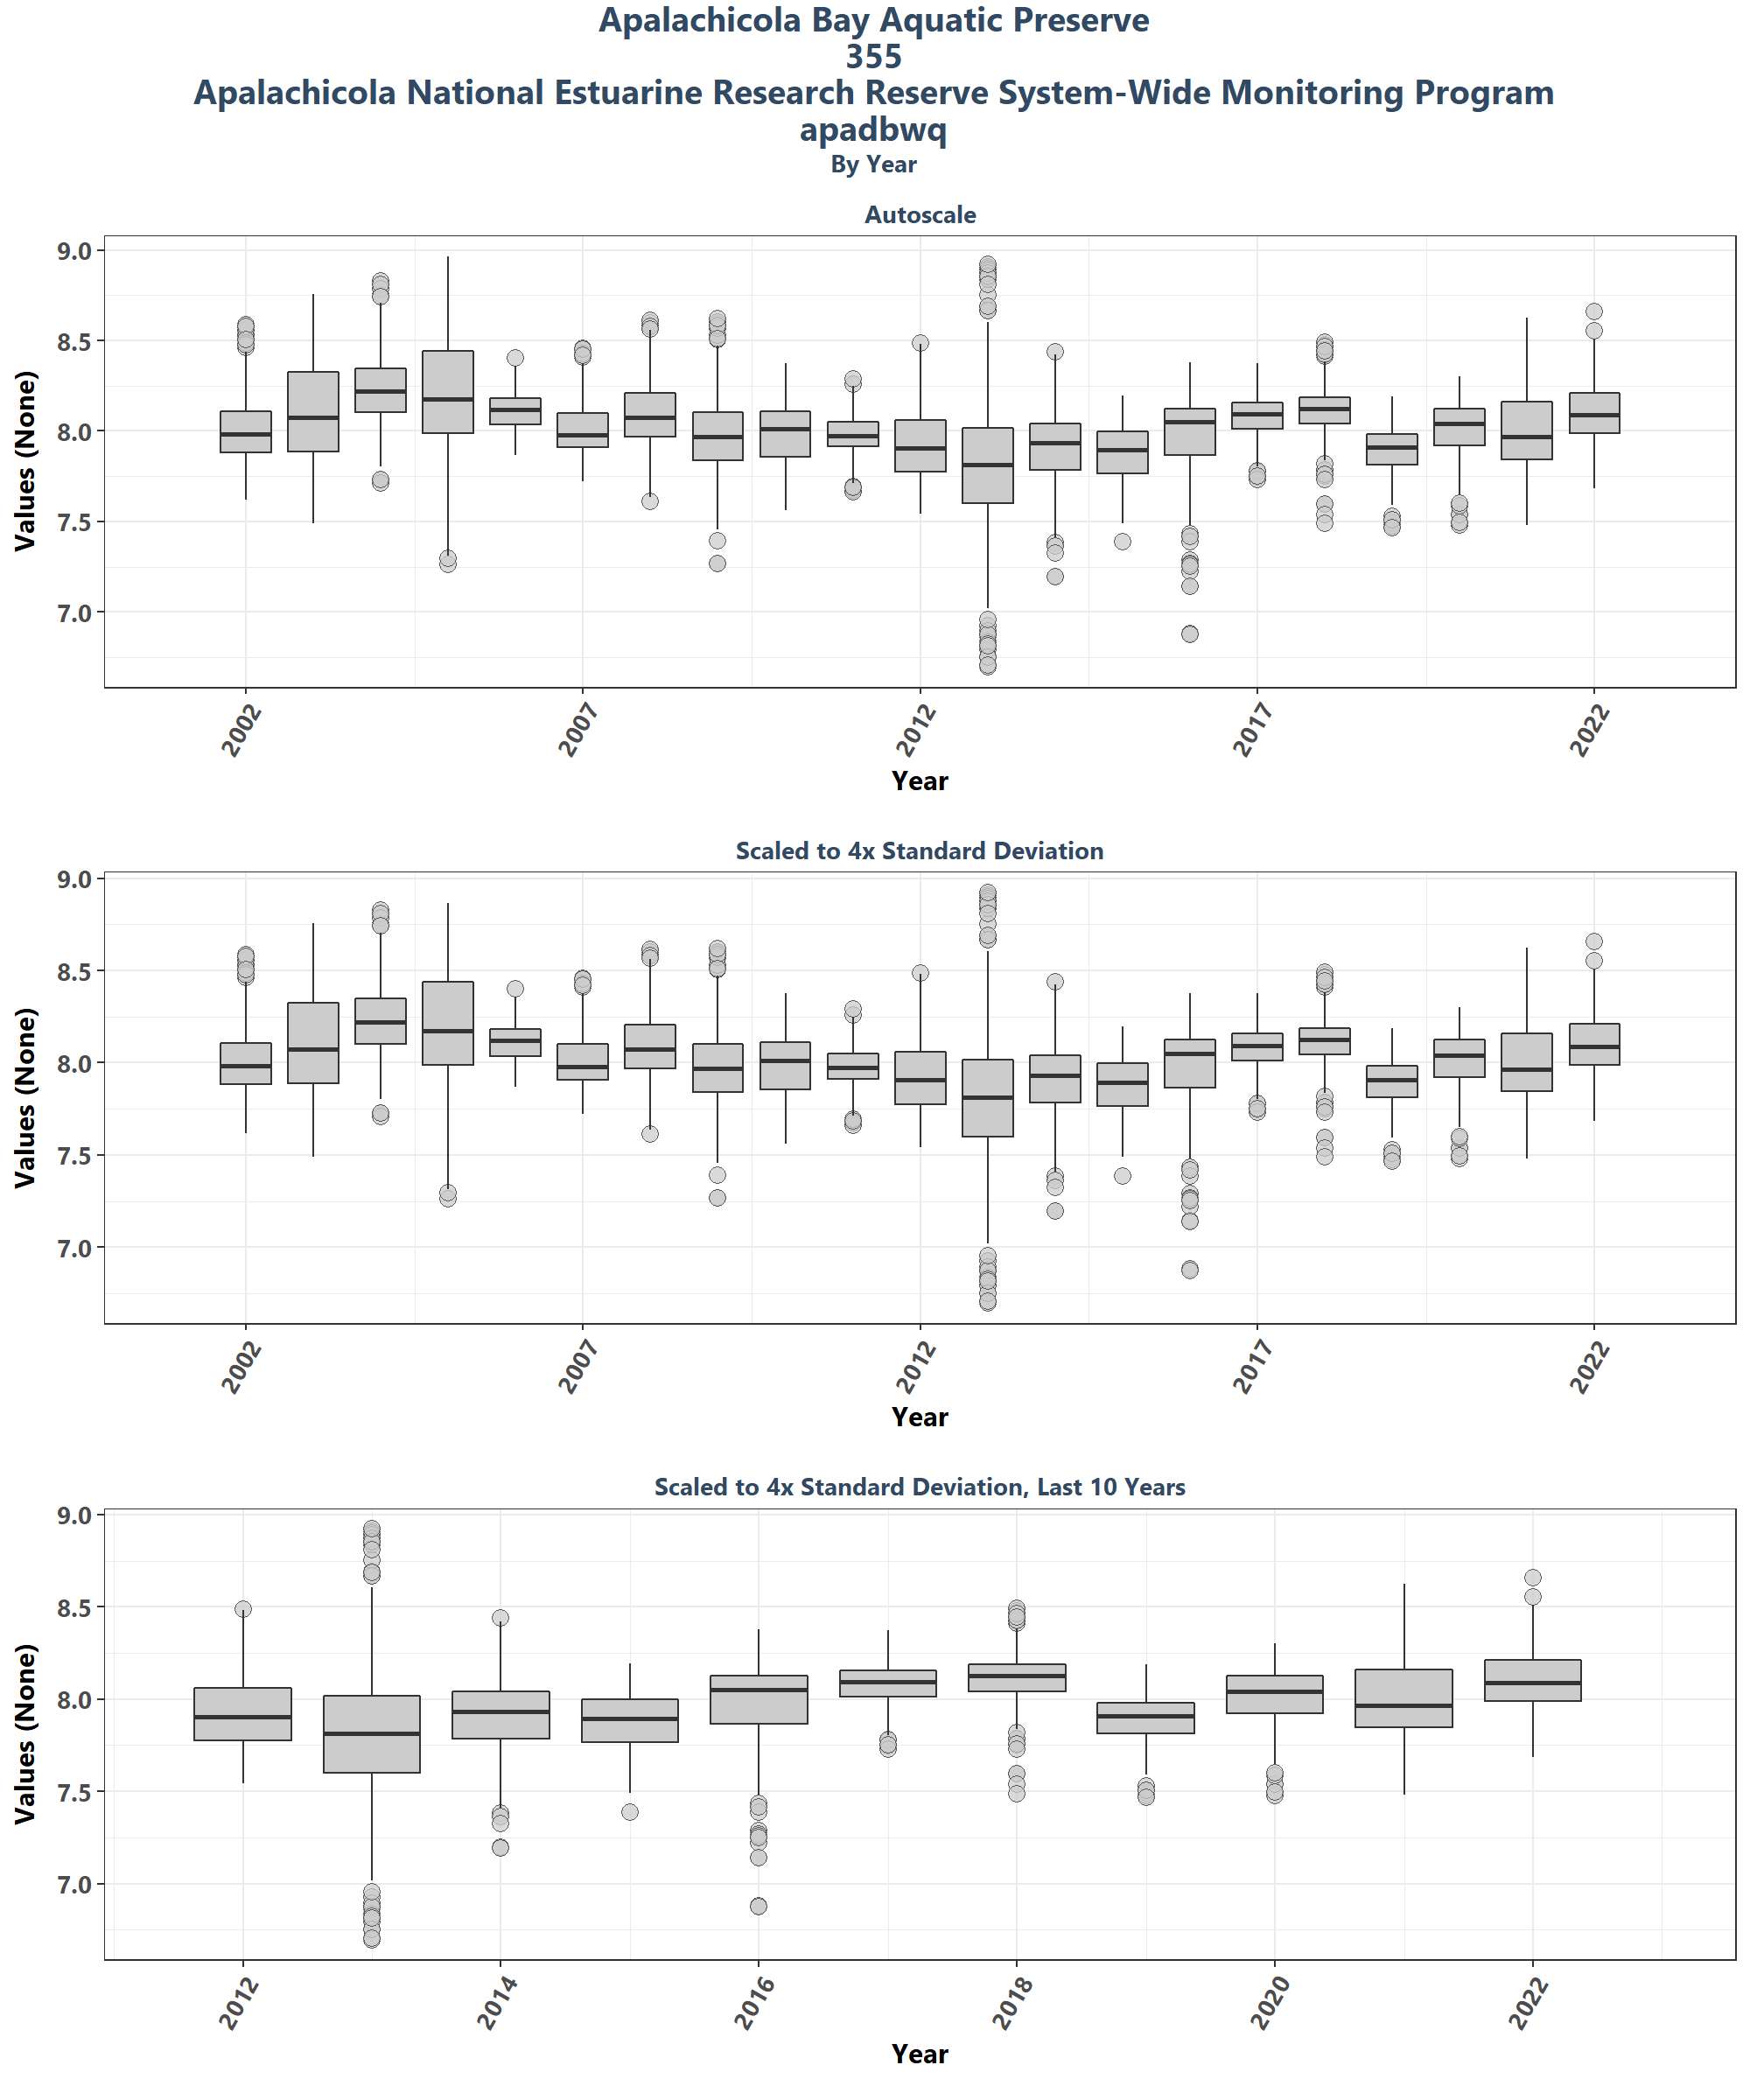 Apalachicola Bay Aquatic Preserve
355
Apalachicola National Estuarine Research Reserve System-Wide Monitoring Program
apadbwq
By Year
Autoscale
Values (None)
9.0
8.5
8.0
7.5
7.0
2002 2007 2012 2017 2022
Year
Scaled to 4x Standard Deviation
Values (None)
9.0
8.5
8.0
7.5
7.0
2002 2007 2012 2017 2022
Year
Scaled to 4x Standard Deviation, Last 10 Years
Values (None)
9.0
8.5
8.0
7.5
7.0
2012 2014 2016 2018 2020 2022
Year